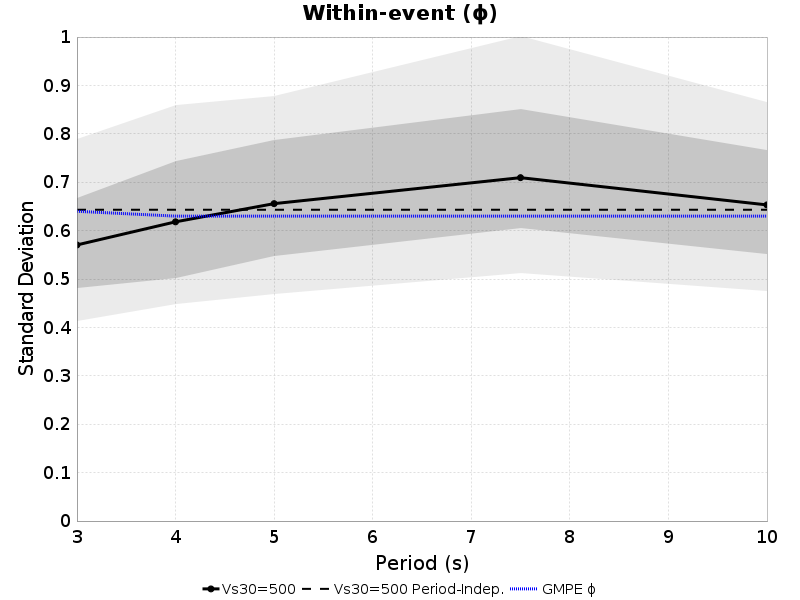 Within-event (ϕ)
Standard Deviation
1
0.9
0.8
0.7
0.6
0.5
0.4
0.3
0.2
0.1
0
3 4 5 6 7 8 9 10
Period (s)
Vs30=500 Vs30=500 Period-Indep. GMPE ϕ